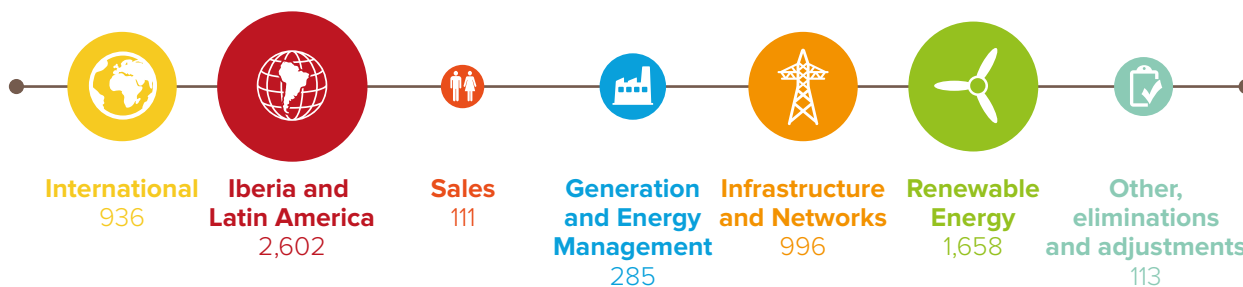 International
936
Iberia and
Latin America
2,602
Sales
111
Generation
and Energy
Management
285
Infrastructure
and Networks
996
Renewable
Energy
1,658
Other,
eliminations
and adjustments
113